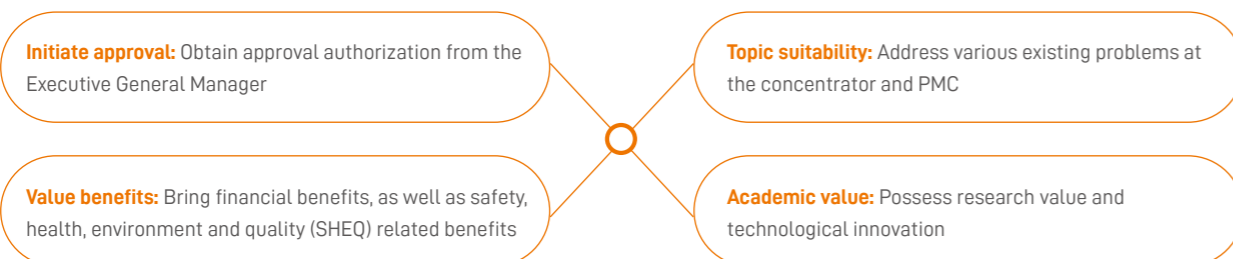 Initiate approval: Obtain approval authorization from the
Executive General Manager
Topic suitability: Address various existing problems at
the concentrator and PMC
Value benefits: Bring financial benefits, as well as safety,
health, environment and quality (SHEQ) related benefits
Academic value: Possess research value and
technological innovation